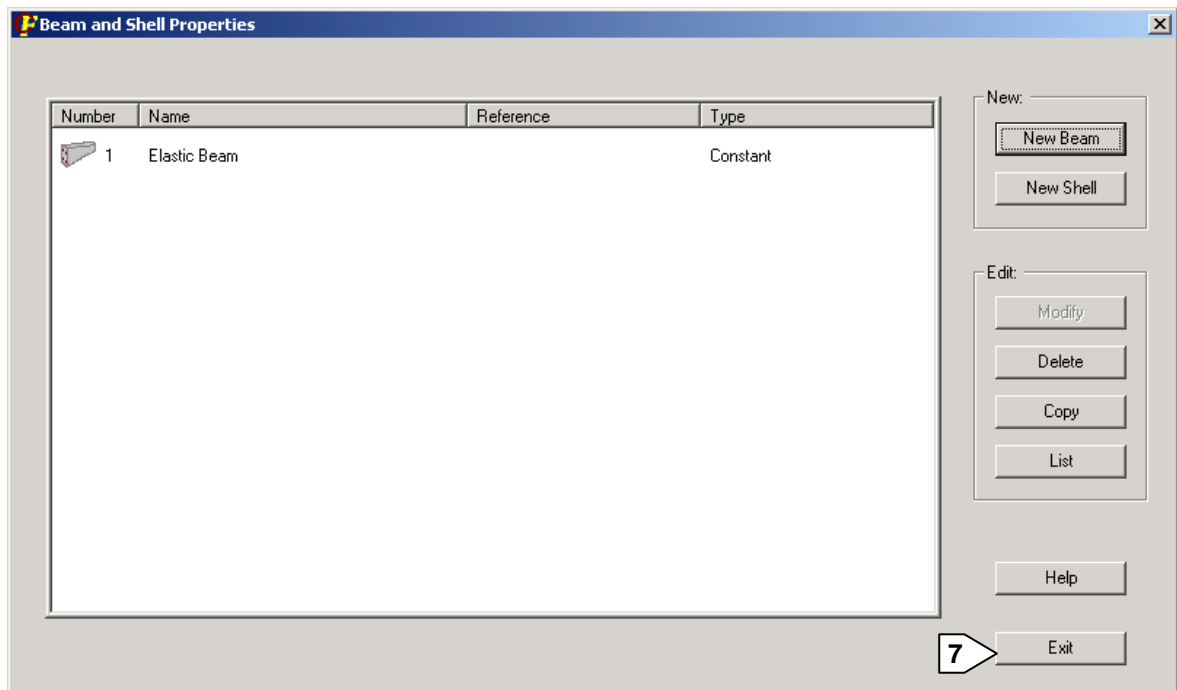 Beam and Shell Properties
Number Name Reference Type
1 Elastic Beam Constant
New:
New Beam
New Shell
Edit:
Modify
Delete
Copy
List
Help
7 Exit